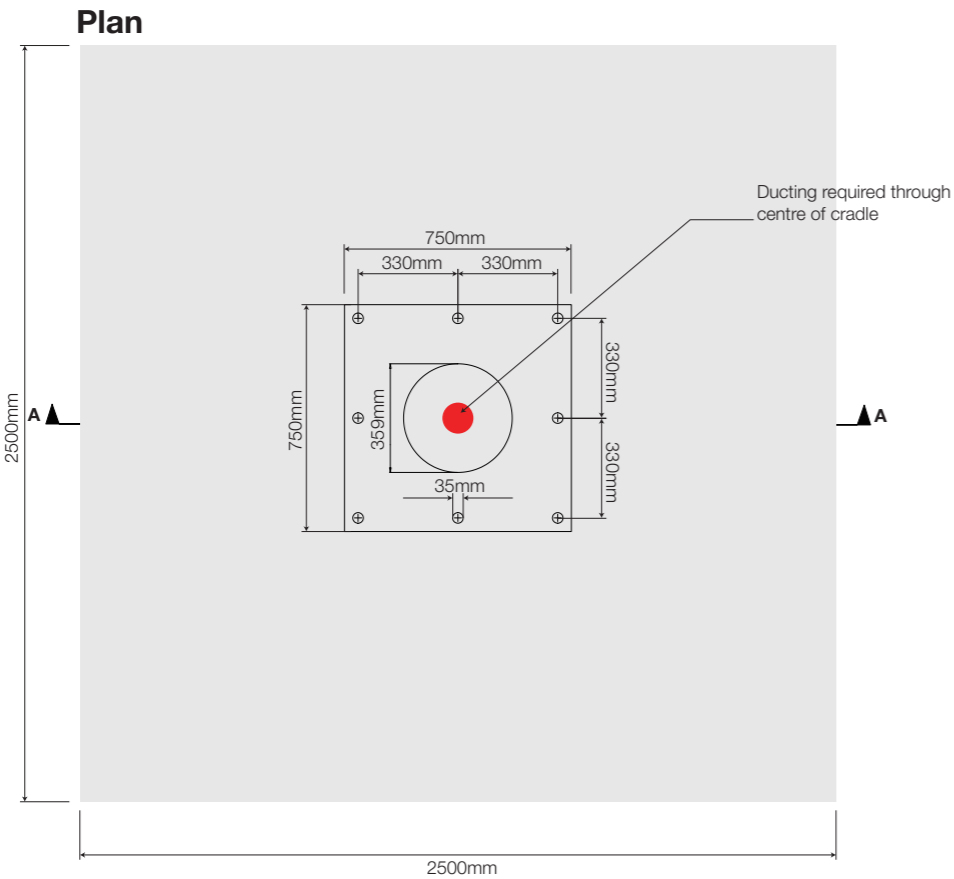 Plan
Ducting required through
centre of cradle
750mm
330mm 330mm
330mm
750mm
359mm
2500mm
A
A
330mm
35mm
2500mm